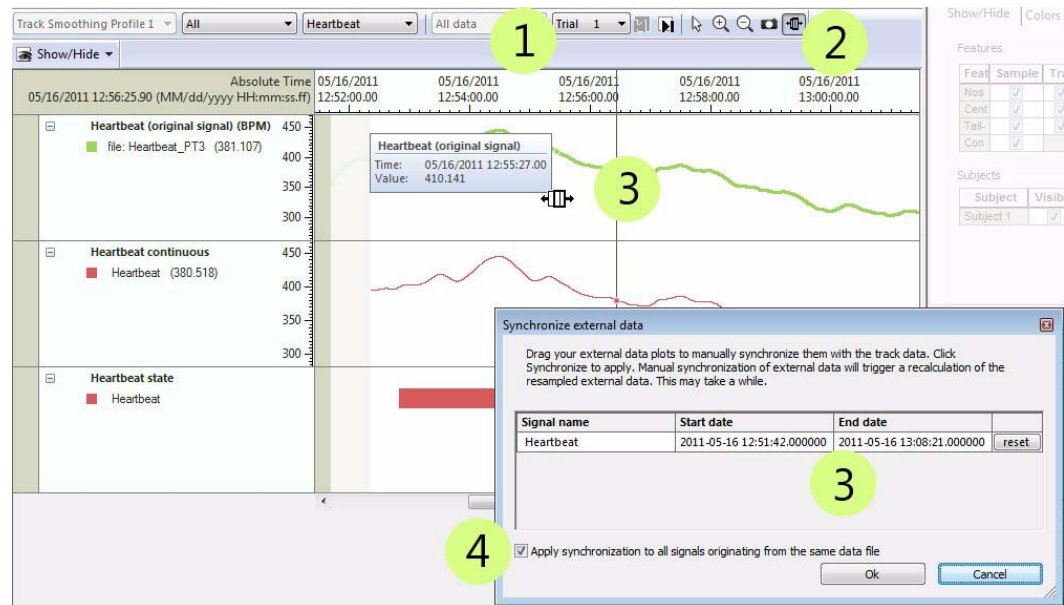 Track Smoothing Profile 1 All Heartbeat All data Trial 1
1 2
Show/Hide
Show/Hide Colors
Absolute Time
05/16/2011 12:56:25.90 (MM/dd/yyyy HH:mm:ss.ff)
05/16/2011 05/16/2011 05/16/2011 05/16/2011 05/16/2011
12:52:00.00 12:54:00.00 12:56:00.00 12:58:00.00 13:00:00.00
Heartbeat (original signal) (BPM) 450
file: Heartbeat_PT3 (381.107) 400
350
300
Heartbeat (original signal)
Time: 05/16/2011 12:55:27.00
Value: 410.141
3
Heartbeat continuous 450
Heartbeat (380.518) 400
350
300
Heartbeat state
Heartbeat
Features
Feat Sample Tra
Nos
Cent
Tail-
Con
Subjects
Subject Visib
Subject 1
Synchronize external data
Drag your external data plots to manually synchronize them with the track data. Click
Synchronize to apply. Manual synchronization of external data will trigger a recalculation of the
resampled external data. This may take a while.
Signal name Start date End date
Heartbeat 2011-05-16 12:51:42.000000 2011-05-16 13:08:21.000000 reset
3
4
Apply synchronization to all signals originating from the same data file
Ok Cancel